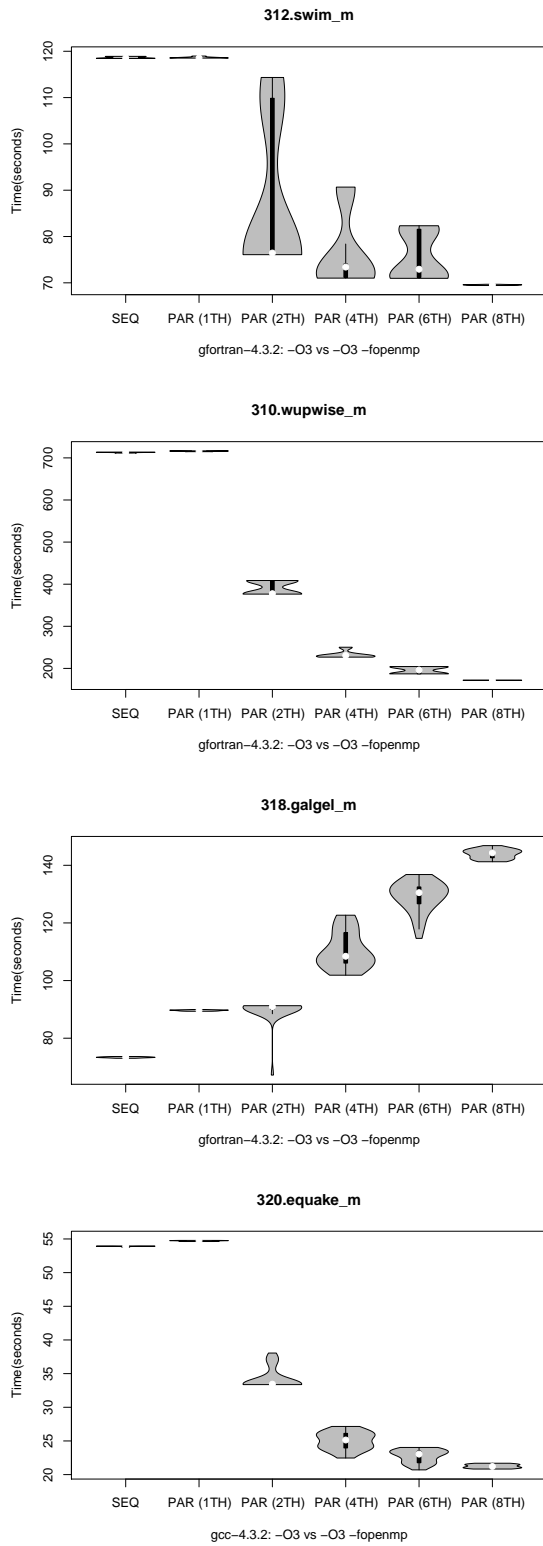 312.swim_m
120
110
100
90
80
70
Time(seconds)
SEQ PAR (1TH) PAR (2TH) PAR (4TH) PAR (6TH) PAR (8TH)
gfortran−4.3.2: −O3 vs −O3 −fopenmp
310.wupwise_m
700
600
500
400
300
200
Time(seconds)
SEQ PAR (1TH) PAR (2TH) PAR (4TH) PAR (6TH) PAR (8TH)
gfortran−4.3.2: −O3 vs −O3 −fopenmp
318.galgel_m
140
120
100
80
Time(seconds)
SEQ PAR (1TH) PAR (2TH) PAR (4TH) PAR (6TH) PAR (8TH)
gfortran−4.3.2: −O3 vs −O3 −fopenmp
320.equake_m
55
50
45
40
35
30
25
20
Time(seconds)
SEQ PAR (1TH) PAR (2TH) PAR (4TH) PAR (6TH) PAR (8TH)
gcc−4.3.2: −O3 vs −O3 −fopenmp